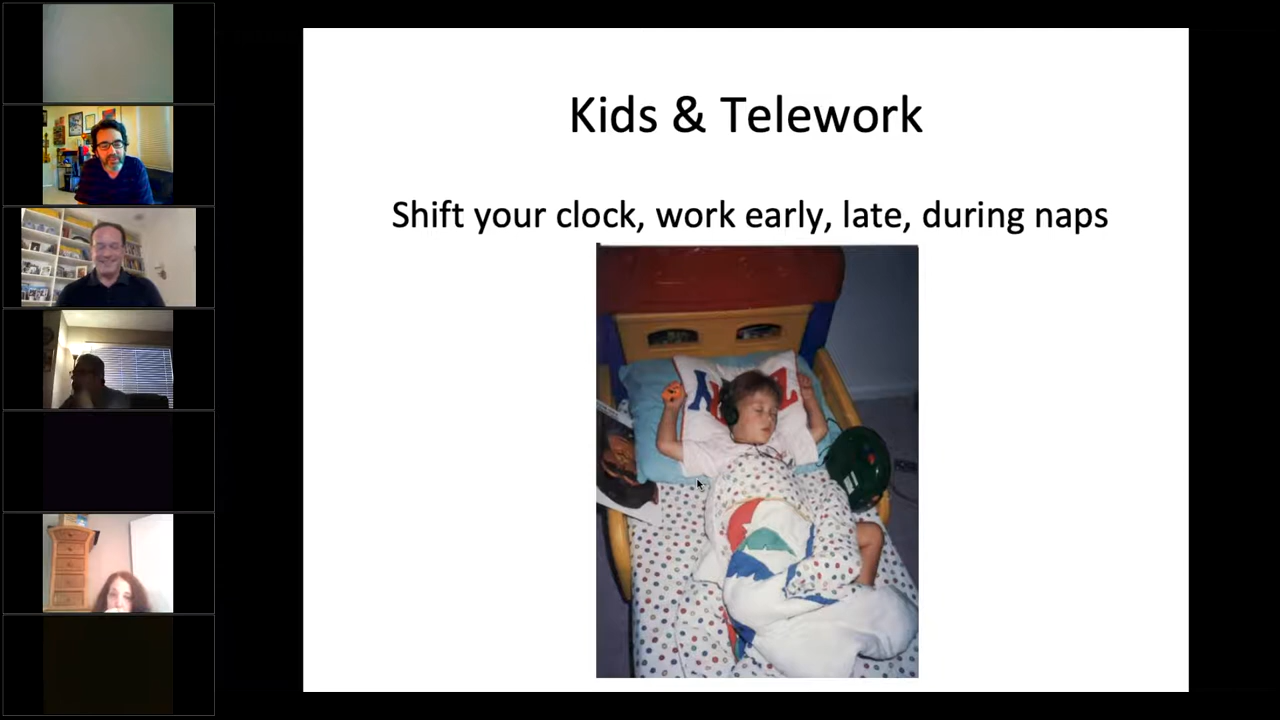 Kids & Telework
Shift your clock, work early, late, during naps